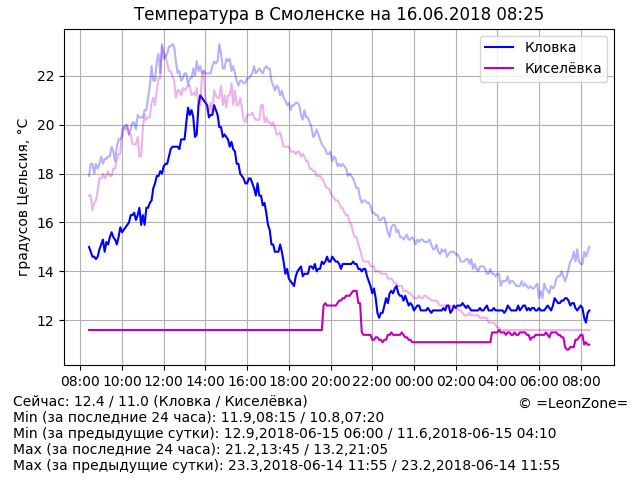 Температура в Смоленске на 16.06.2018 08:25
градусов Цельсия, °C
22
20
18
16
14
12
Кловка
Киселёвка
08:00 10:00 12:00 14:00 16:00 18:00 20:00 22:00 00:00 02:00 04:00 06:00 08:00
Сейчас: 12.4 / 11.0 (Кловка / Киселёвка)
© =LeonZone=
Min (за последние 24 часа): 11.9,08:15 / 10.8,07:20
Min (за предыдущие сутки): 12.9,2018-06-15 06:00 / 11.6,2018-06-15 04:10
Max (за последние 24 часа): 21.2,13:45 / 13.2,21:05
Max (за предыдущие сутки): 23.3,2018-06-14 11:55 / 23.2,2018-06-14 11:55